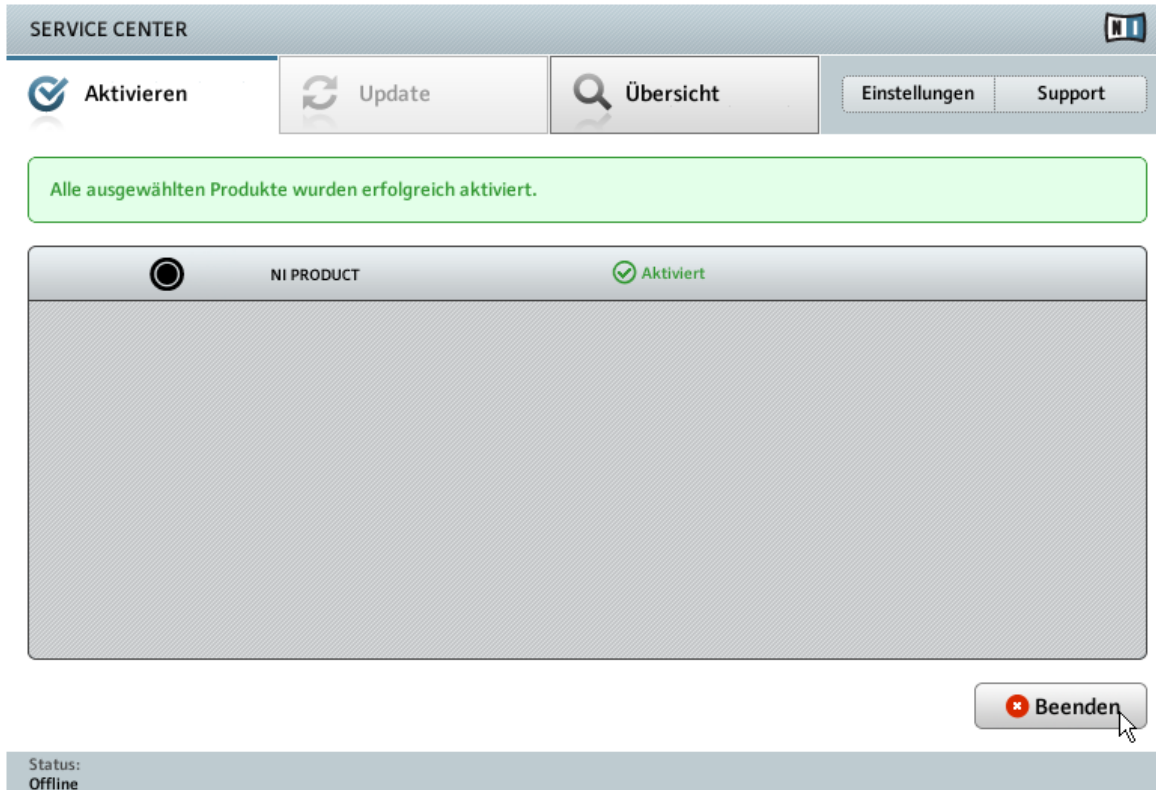 SERVICE CENTER
NI
Aktivieren
Update
Übersicht
Einstellungen
Support
Alle ausgewählten Produkte wurden erfolgreich aktiviert.
NI PRODUCT
Aktiviert
Beenden
Status:
Offline